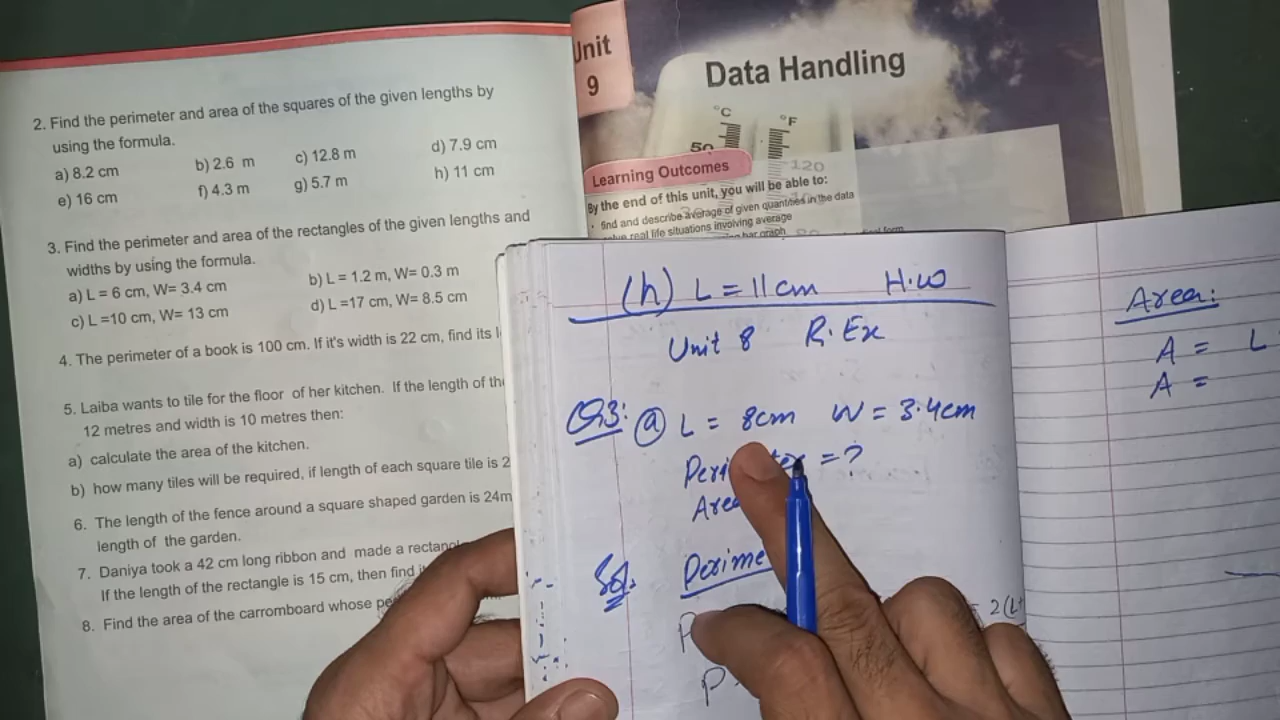 2. Find the perimeter and area of the squares of the given lengths by
using the formula.
a) 8.2 cm b) 2.6 m c) 12.8 m d) 7.9 cm
e) 16 cm f) 4.3 m g) 5.7 m h) 11 cm
3. Find the perimeter and area of the rectangles of the given lengths and
widths by using the formula.
a) L = 6 cm, W= 3.4 cm b) L = 1.2 m, W= 0.3 m
c) L =10 cm, W= 13 cm d) L =17 cm, W= 8.5 cm
4. The perimeter of a book is 100 cm. If it's width is 22 cm, find its
5. Laiba wants to tile for the floor of her kitchen. If the length of
12 metres and width is 10 metres then:
a) calculate the area of the kitchen.
b) how many tiles will be required, if length of each square tile is 2
6. The length of the fence around a square shaped garden is 24m
length of the garden.
7. Daniya took a 42 cm long ribbon and made a
If the length of the rectangle is 15 cm, then find
8. Find the area of the carromboard whose
Unit
9
Data Handling
°C °F
50
120
Learning Outcomes
By the end of this unit, you will be able to:
• find and describe average of given quantities in the data
real life situations involving average
bar graph
(h) L = 11 cm H.W
Unit 8 R.Ex
Q3: (a) L = 8cm W = 3.4cm
= ?
Sol:
P
2(L+
P
Area:
A = L
A =